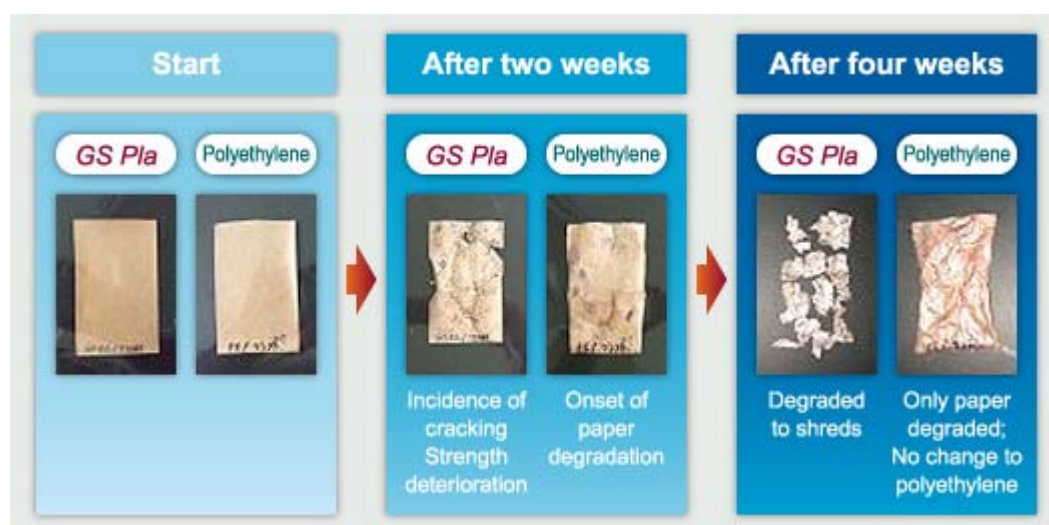 Start
After two weeks
After four weeks
GS Pla
Polyethylene
GS Pla
Polyethylene
GS Pla
Polyethylene
Incidence of
cracking
Strength
deterioration
Onset of
paper
degradation
Degraded
to shreds
Only paper
degraded;
No change to
polyethylene